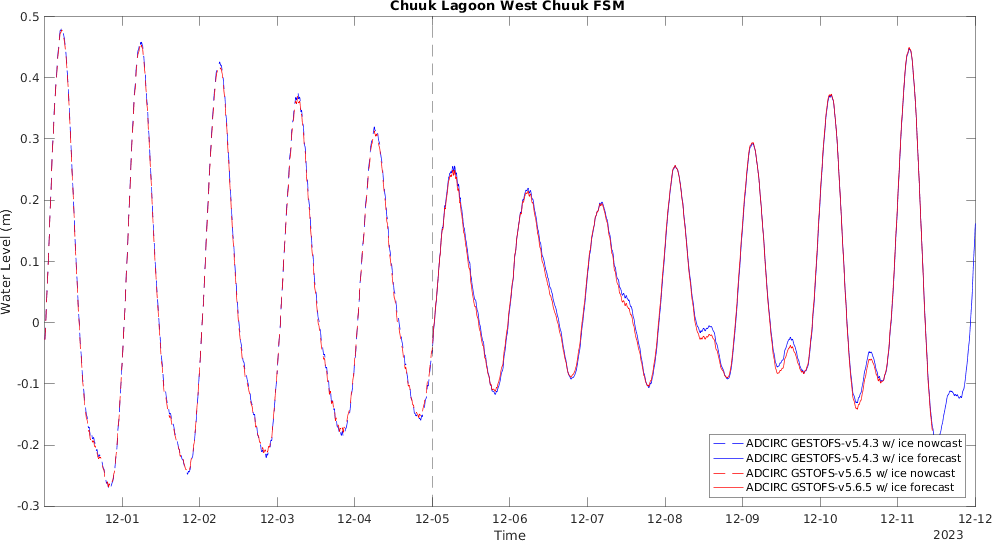 Chuuk Lagoon West Chuuk FSM
0.5
0.4
0.3
0.2
0.1
0
-0.1
-0.2
-0.3
Water Level (m)
12-01 12-02 12-03 12-04 12-05 12-06 12-07 12-08 12-09 12-10 12-11 12-12
Time
2023
ADCIRC GESTOFS-v5.4.3 w/ ice nowcast
ADCIRC GESTOFS-v5.4.3 w/ ice forecast
ADCIRC GSTOFS-v5.6.5 w/ ice nowcast
ADCIRC GSTOFS-v5.6.5 w/ ice forecast